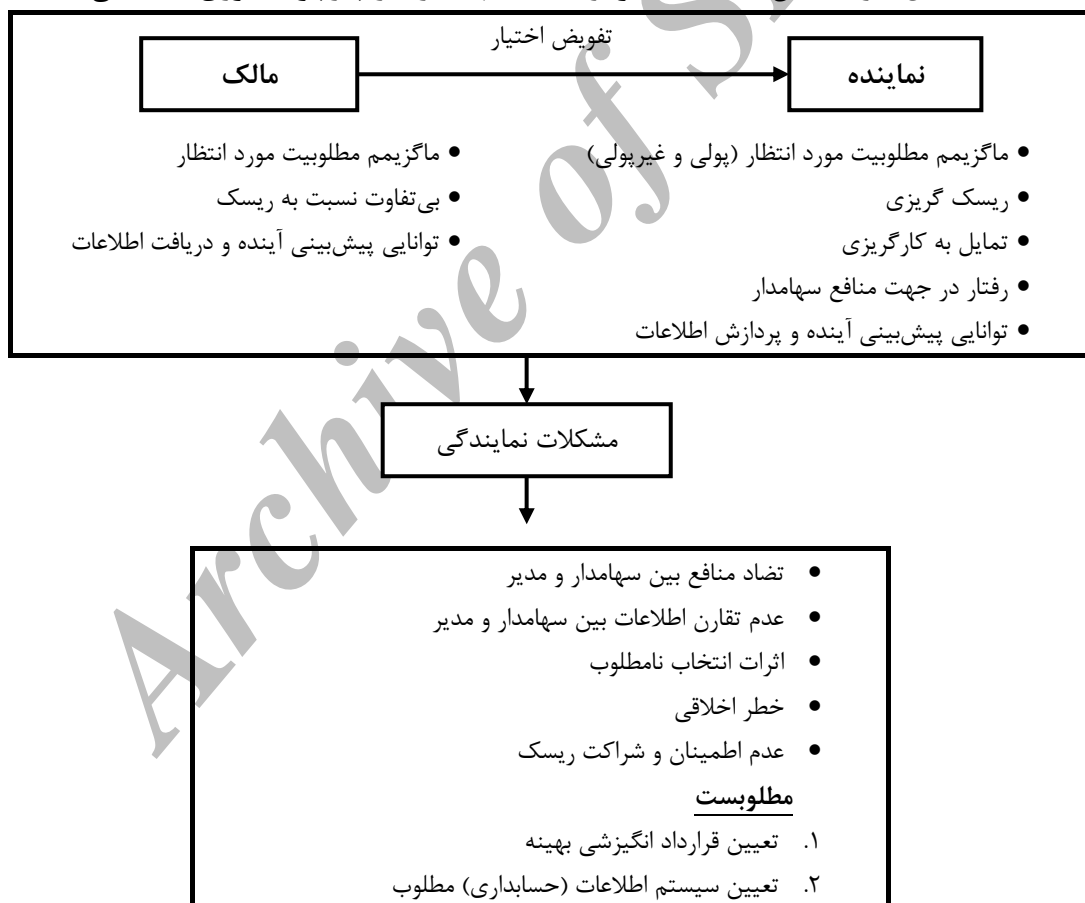 تفویض اختیار
نماینده
مالک
• ماگزیمم مطلوبیت مورد انتظار (پولی و غیرپولی)
• ریسک گریزی
• تمایل به کارگریزی
• رفتار در جهت منافع سهامدار
• توانایی پیش‌بینی آینده و پردازش اطلاعات
• ماگزیمم مطلوبیت مورد انتظار
• بی‌تفاوت نسبت به ریسک
• توانایی پیش‌بینی آینده و دریافت اطلاعات
مشکلات نمایندگی
• تضاد منافع بین سهامدار و مدیر
• عدم تقارن اطلاعات بین سهامدار و مدیر
• اثرات انتخاب نامطلوب
• خطر اخلاقی
• عدم اطمینان و شراکت ریسک
مطلوبست
۱. تعیین قرارداد انگیزشی بهینه
۲. تعیین سیستم اطلاعات (حسابداری) مطلوب
Archive of S